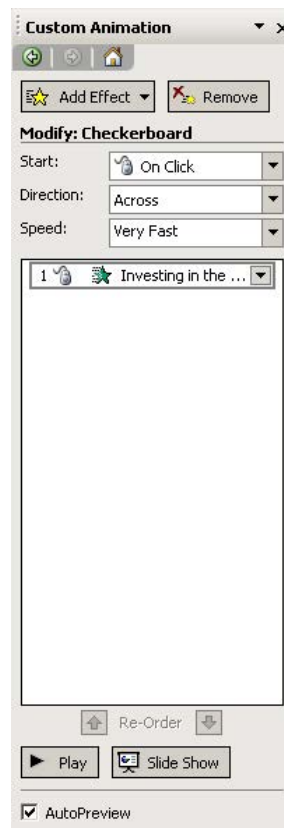 Custom Animation
Add Effect Remove
Modify: Checkerboard
Start: On Click
Direction: Across
Speed: Very Fast
1 Investing in the ...
Re-Order
Play Slide Show
AutoPreview